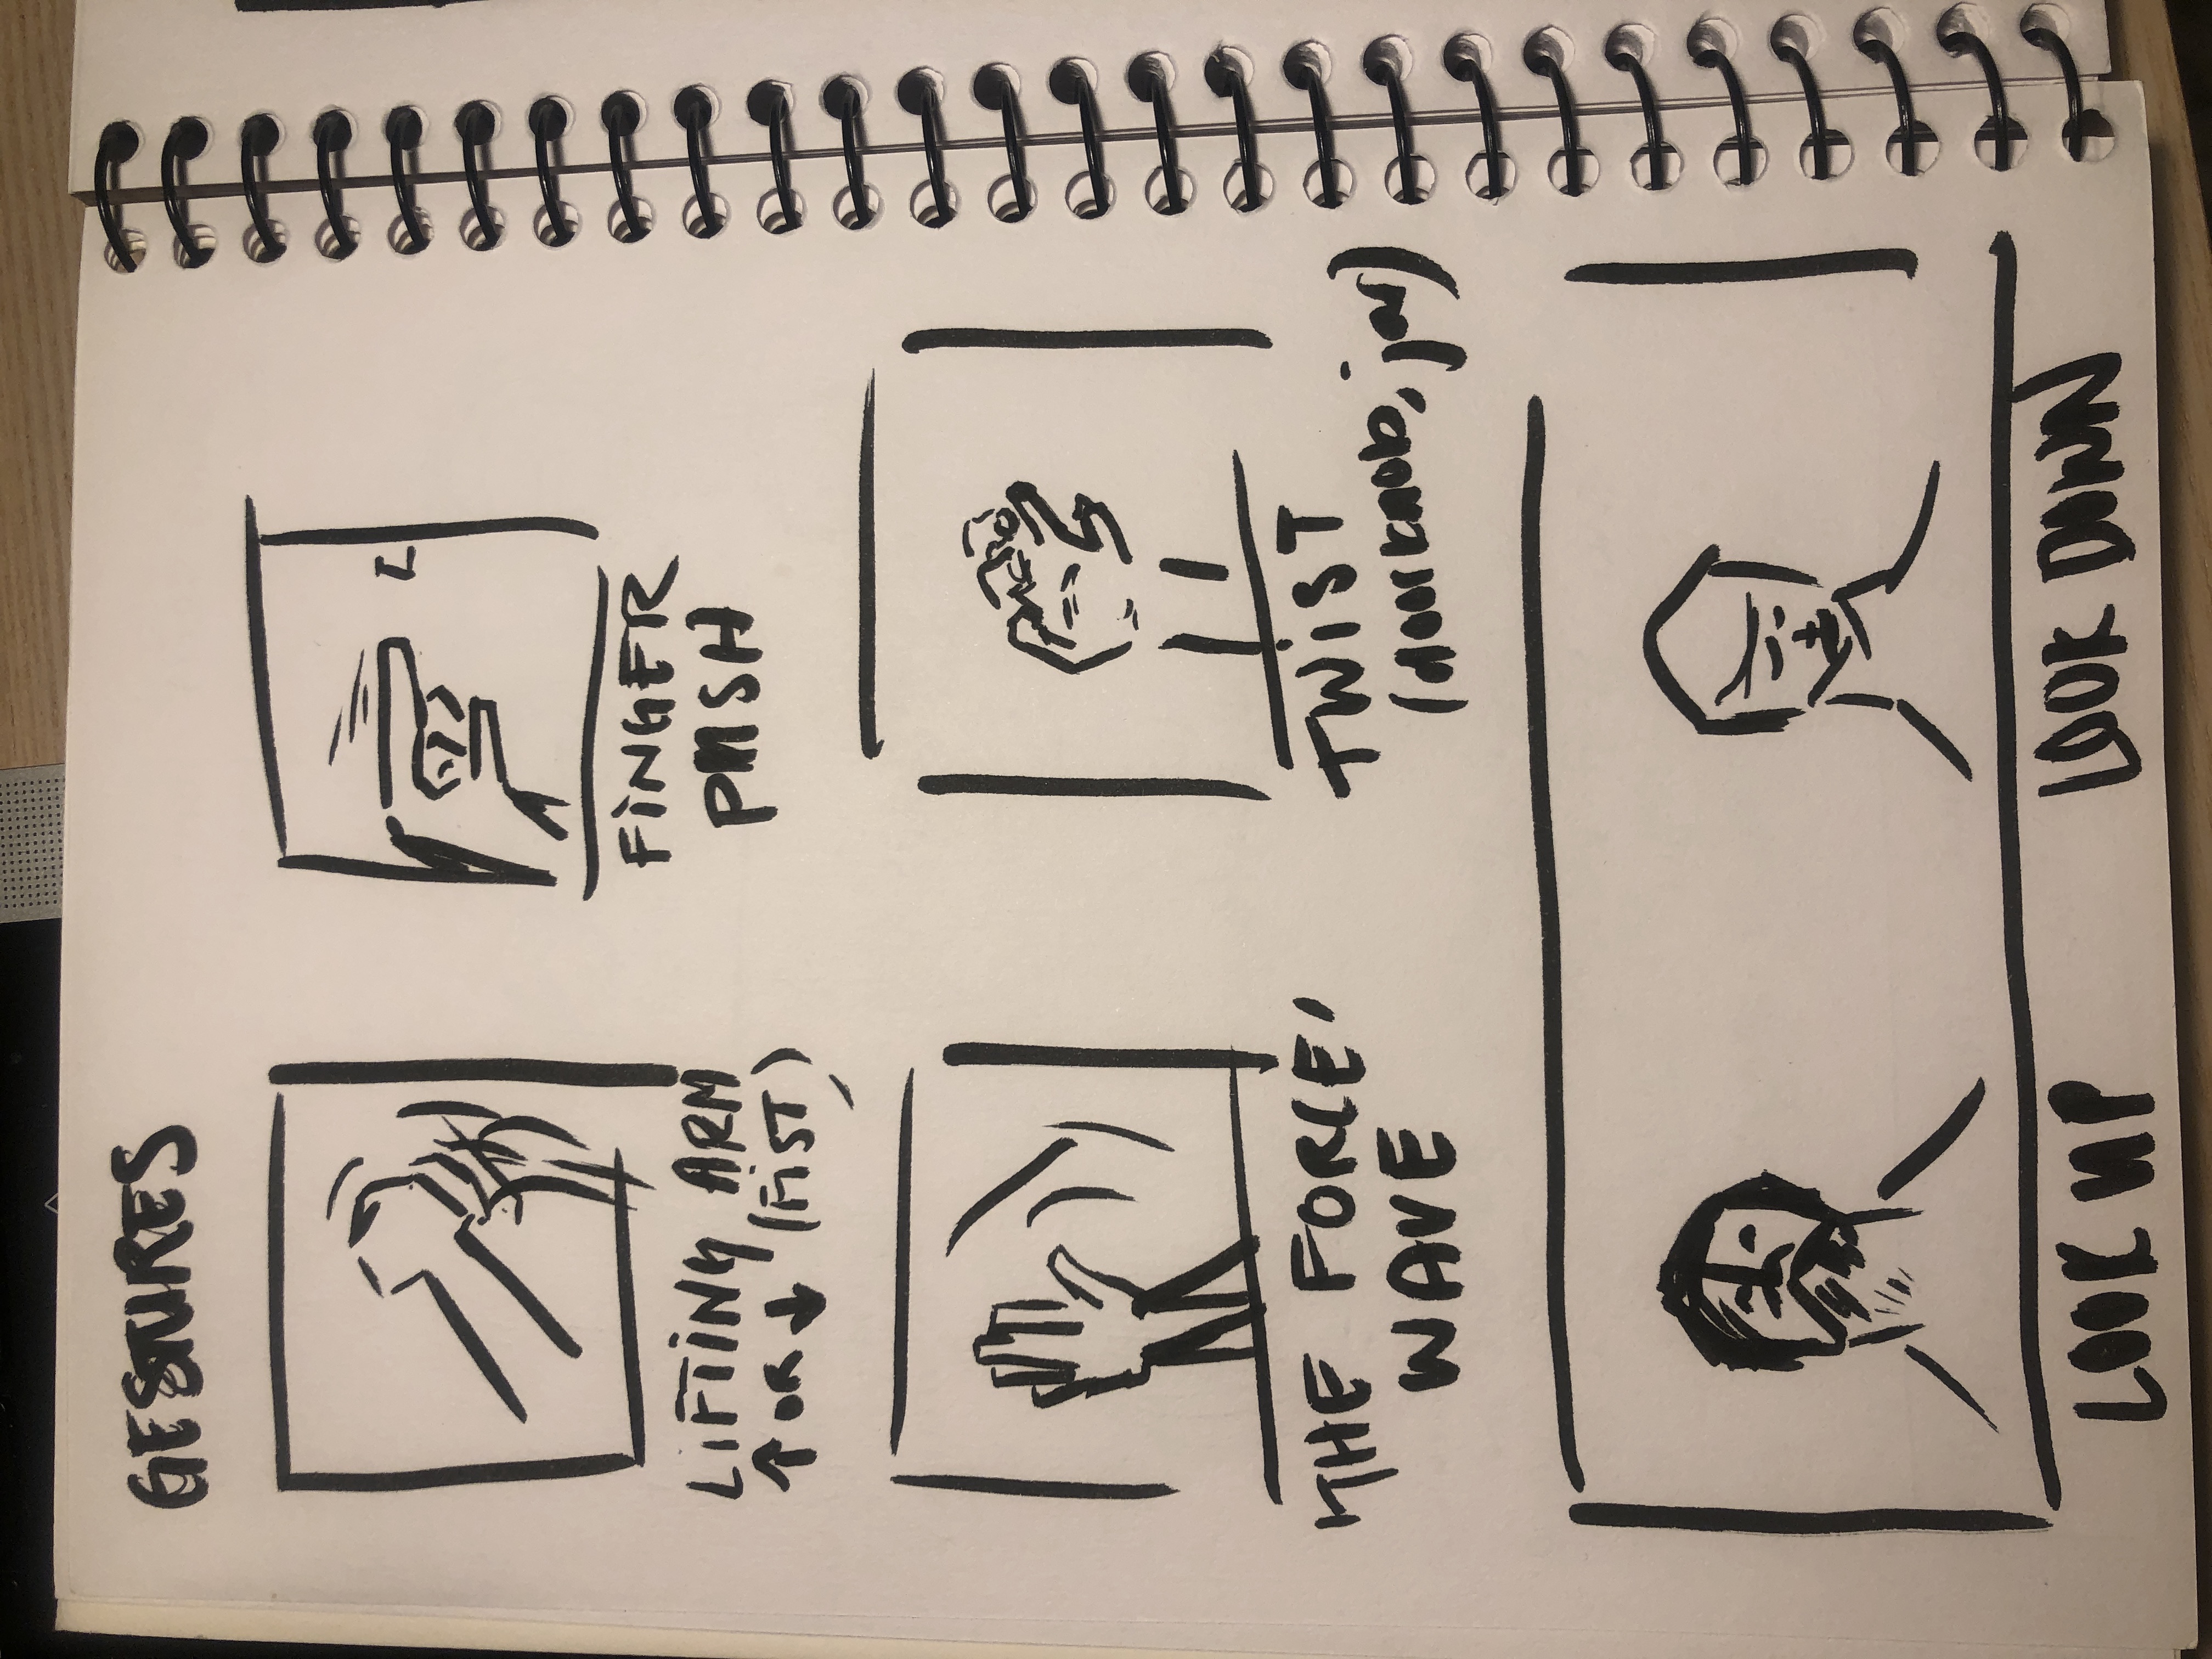 GESTURES
LIFTING ARM
↑ OR ↓ (FIST)
FINGER
PUSH
'THE FORCE'
WAVE
TWIST
(doorknob, jar)
LOOK UP
LOOK DOWN